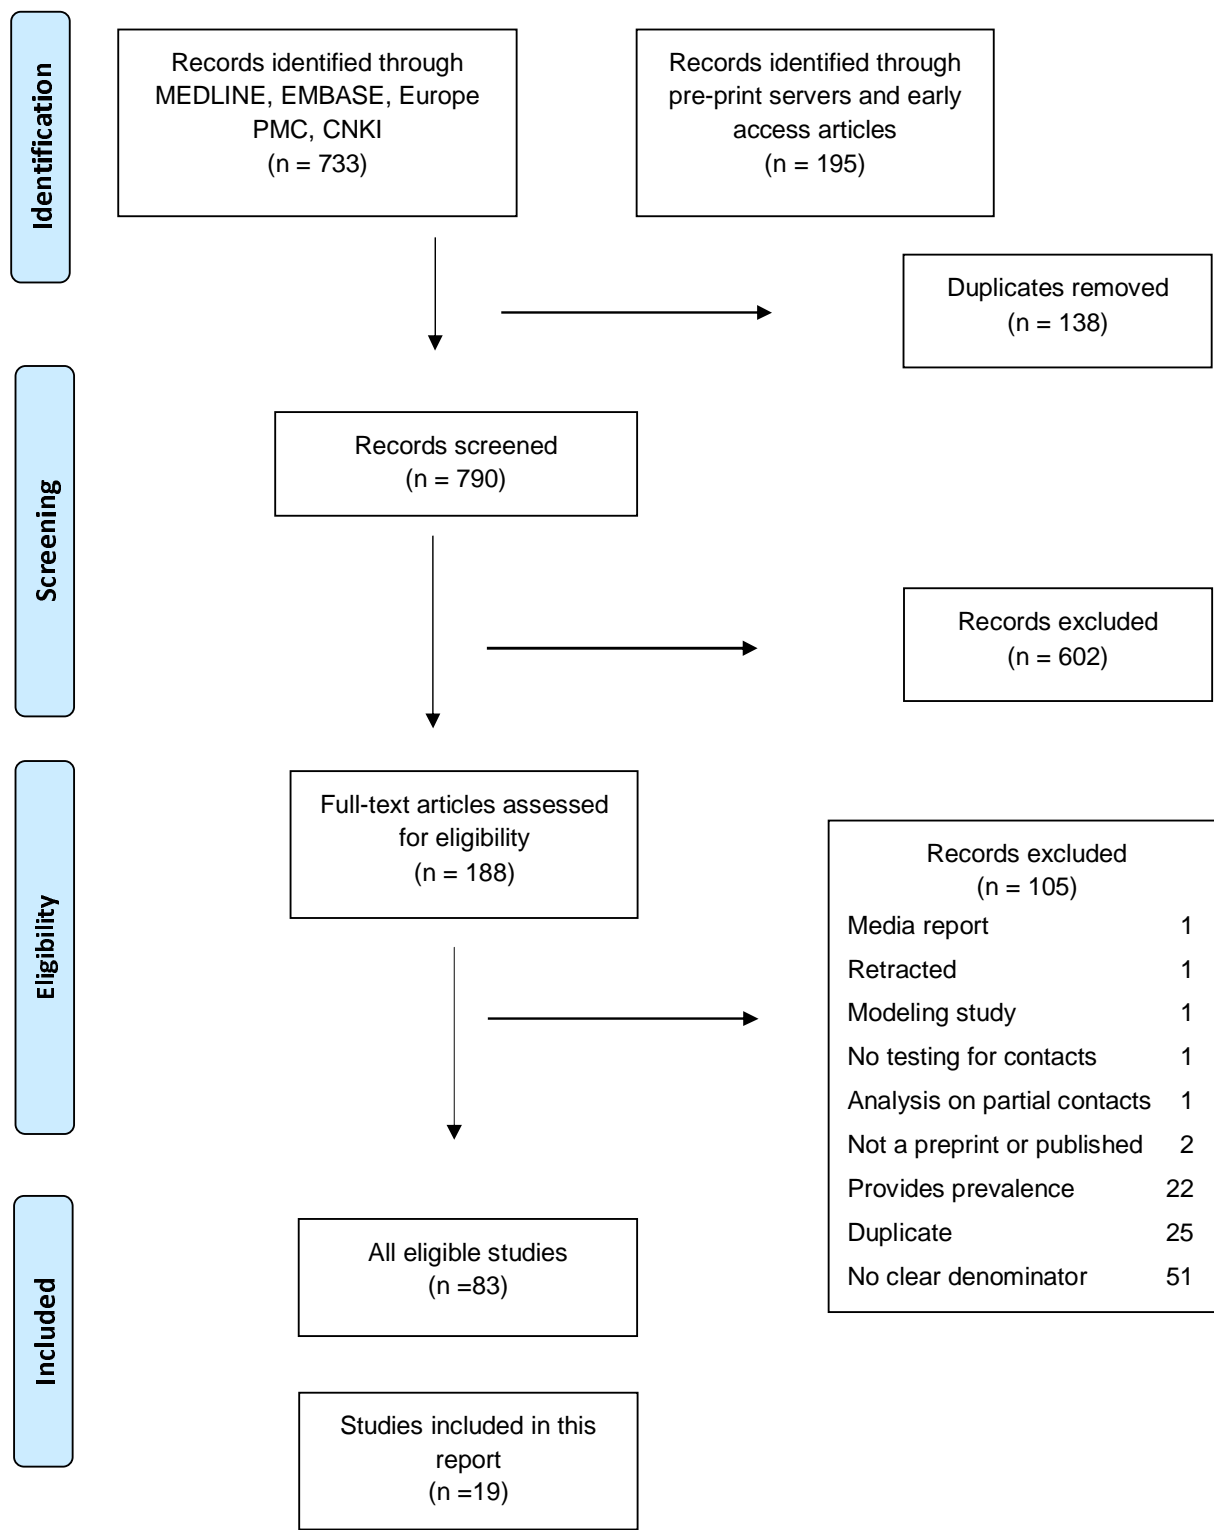 Identification
Records identified through
MEDLINE, EMBASE, Europe
PMC, CNKI
(n = 733)
Records identified through
pre-print servers and early
access articles
(n = 195)
Duplicates removed
(n = 138)
Screening
Records screened
(n = 790)
Records excluded
(n = 602)
Eligibility
Full-text articles assessed
for eligibility
(n = 188)
Records excluded
(n = 105)
Media report 1
Retracted 1
Modeling study 1
No testing for contacts 1
Analysis on partial contacts 1
Not a preprint or published 2
Provides prevalence 22
Duplicate 25
No clear denominator 51
Included
All eligible studies
(n =83)
Studies included in this
report
(n =19)